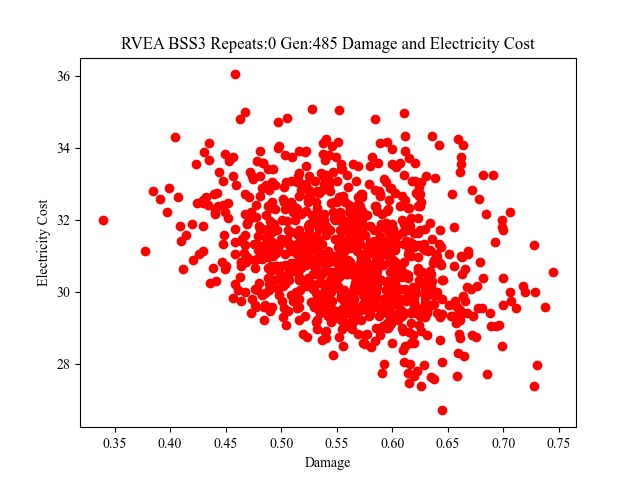 RVEA BSS3 Repeats:0 Gen:485 Damage and Electricity Cost
36
34
32
30
28
Electricity Cost
0.35 0.40 0.45 0.50 0.55 0.60 0.65 0.70 0.75
Damage